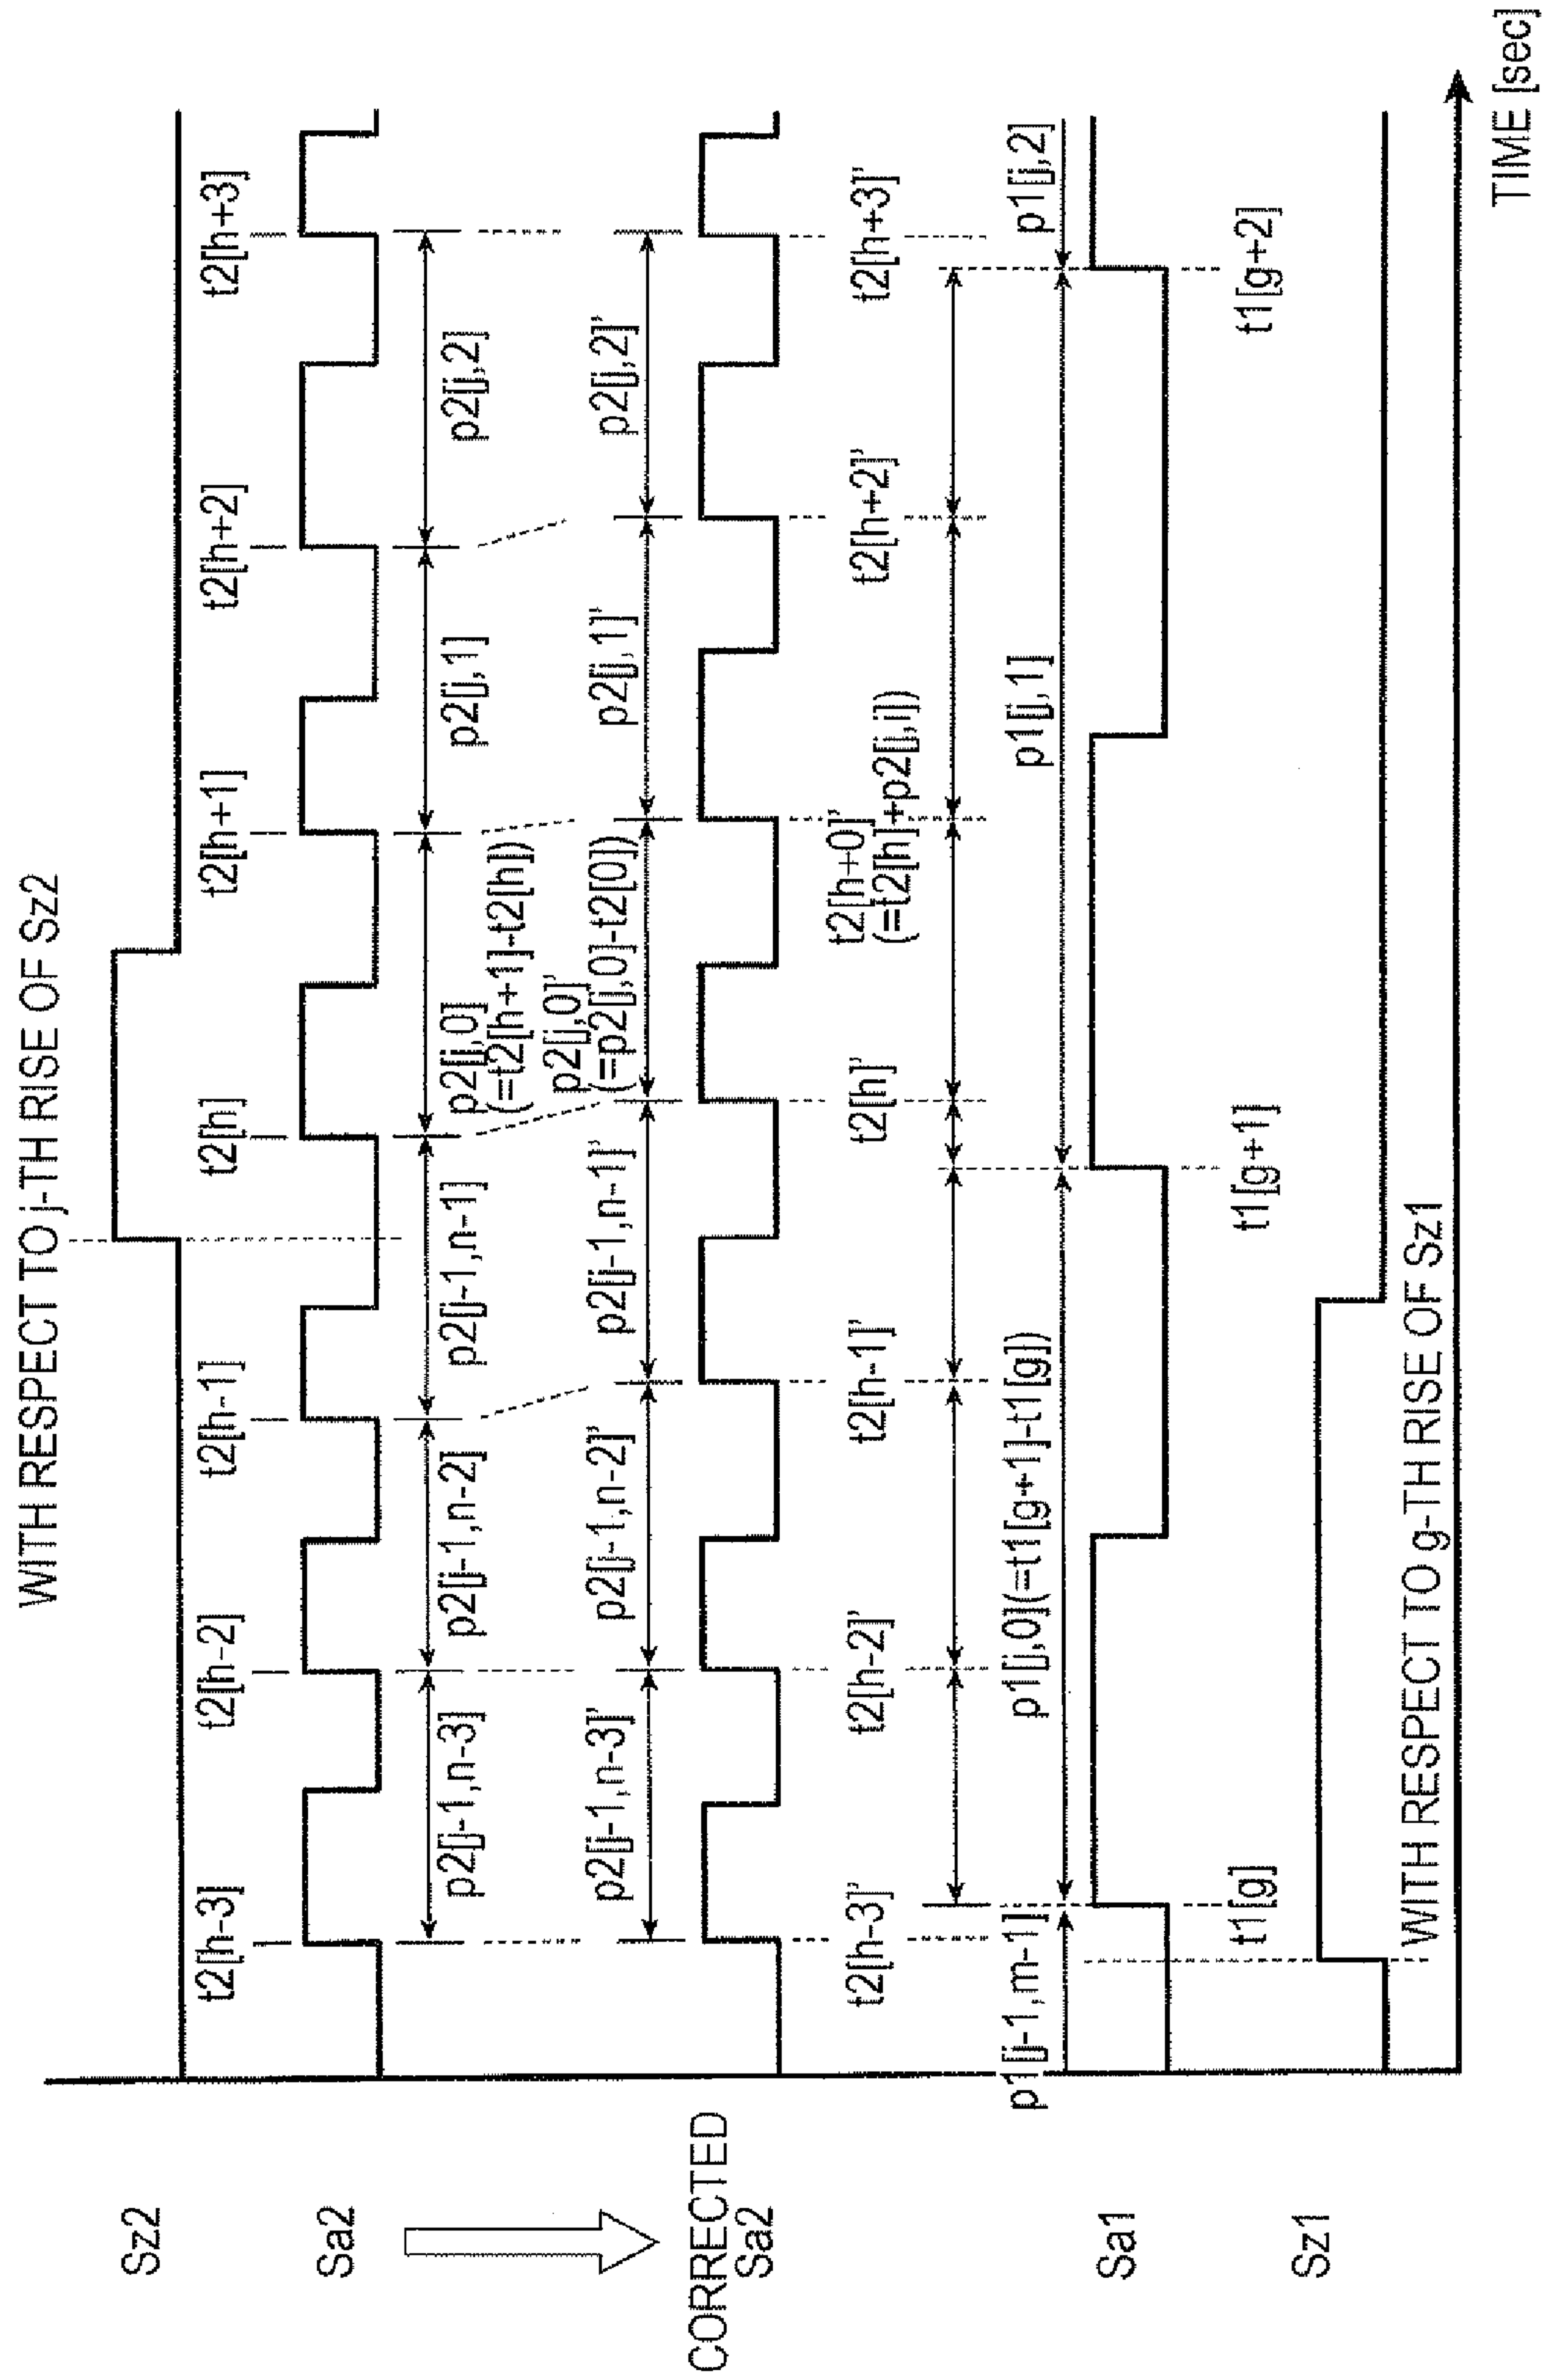 WITH RESPECT TO j-TH RISE OF Sz2
Sz2
t2[h-3]
t2[h-2]
t2[h-1]
t2[h]
t2[h+1]
t2[h+2]
t2[h+3]
Sa2
p2[j-1,n-3]
p2[j-1,n-2]
p2[j-1,n-1]
p2[j,0]
(=t2[h+1]-t2[h])
p2[j,1]
p2[j,2]
p2[j-1,n-3]'
p2[j-1,n-2]'
p2[j-1,n-1]'
p2[j,0]'
(=p2[j,0]-t2[0])
p2[j,1]'
p2[j,2]'
CORRECTED
Sa2
t2[h-3]'
t2[h-2]'
t2[h-1]'
t2[h]'
t2[h+0]'
(=t2[h]+p2[j,i])
t2[h+2]'
t2[h+3]'
p1[j-1,m-1]
p1[j,0](=t1[g+1]-t1[g])
p1[j,1]
p1[j,2]
Sa1
t1[g]
t1[g+1]
t1[g+2]
Sz1
WITH RESPECT TO g-TH RISE OF Sz1
TIME [sec]